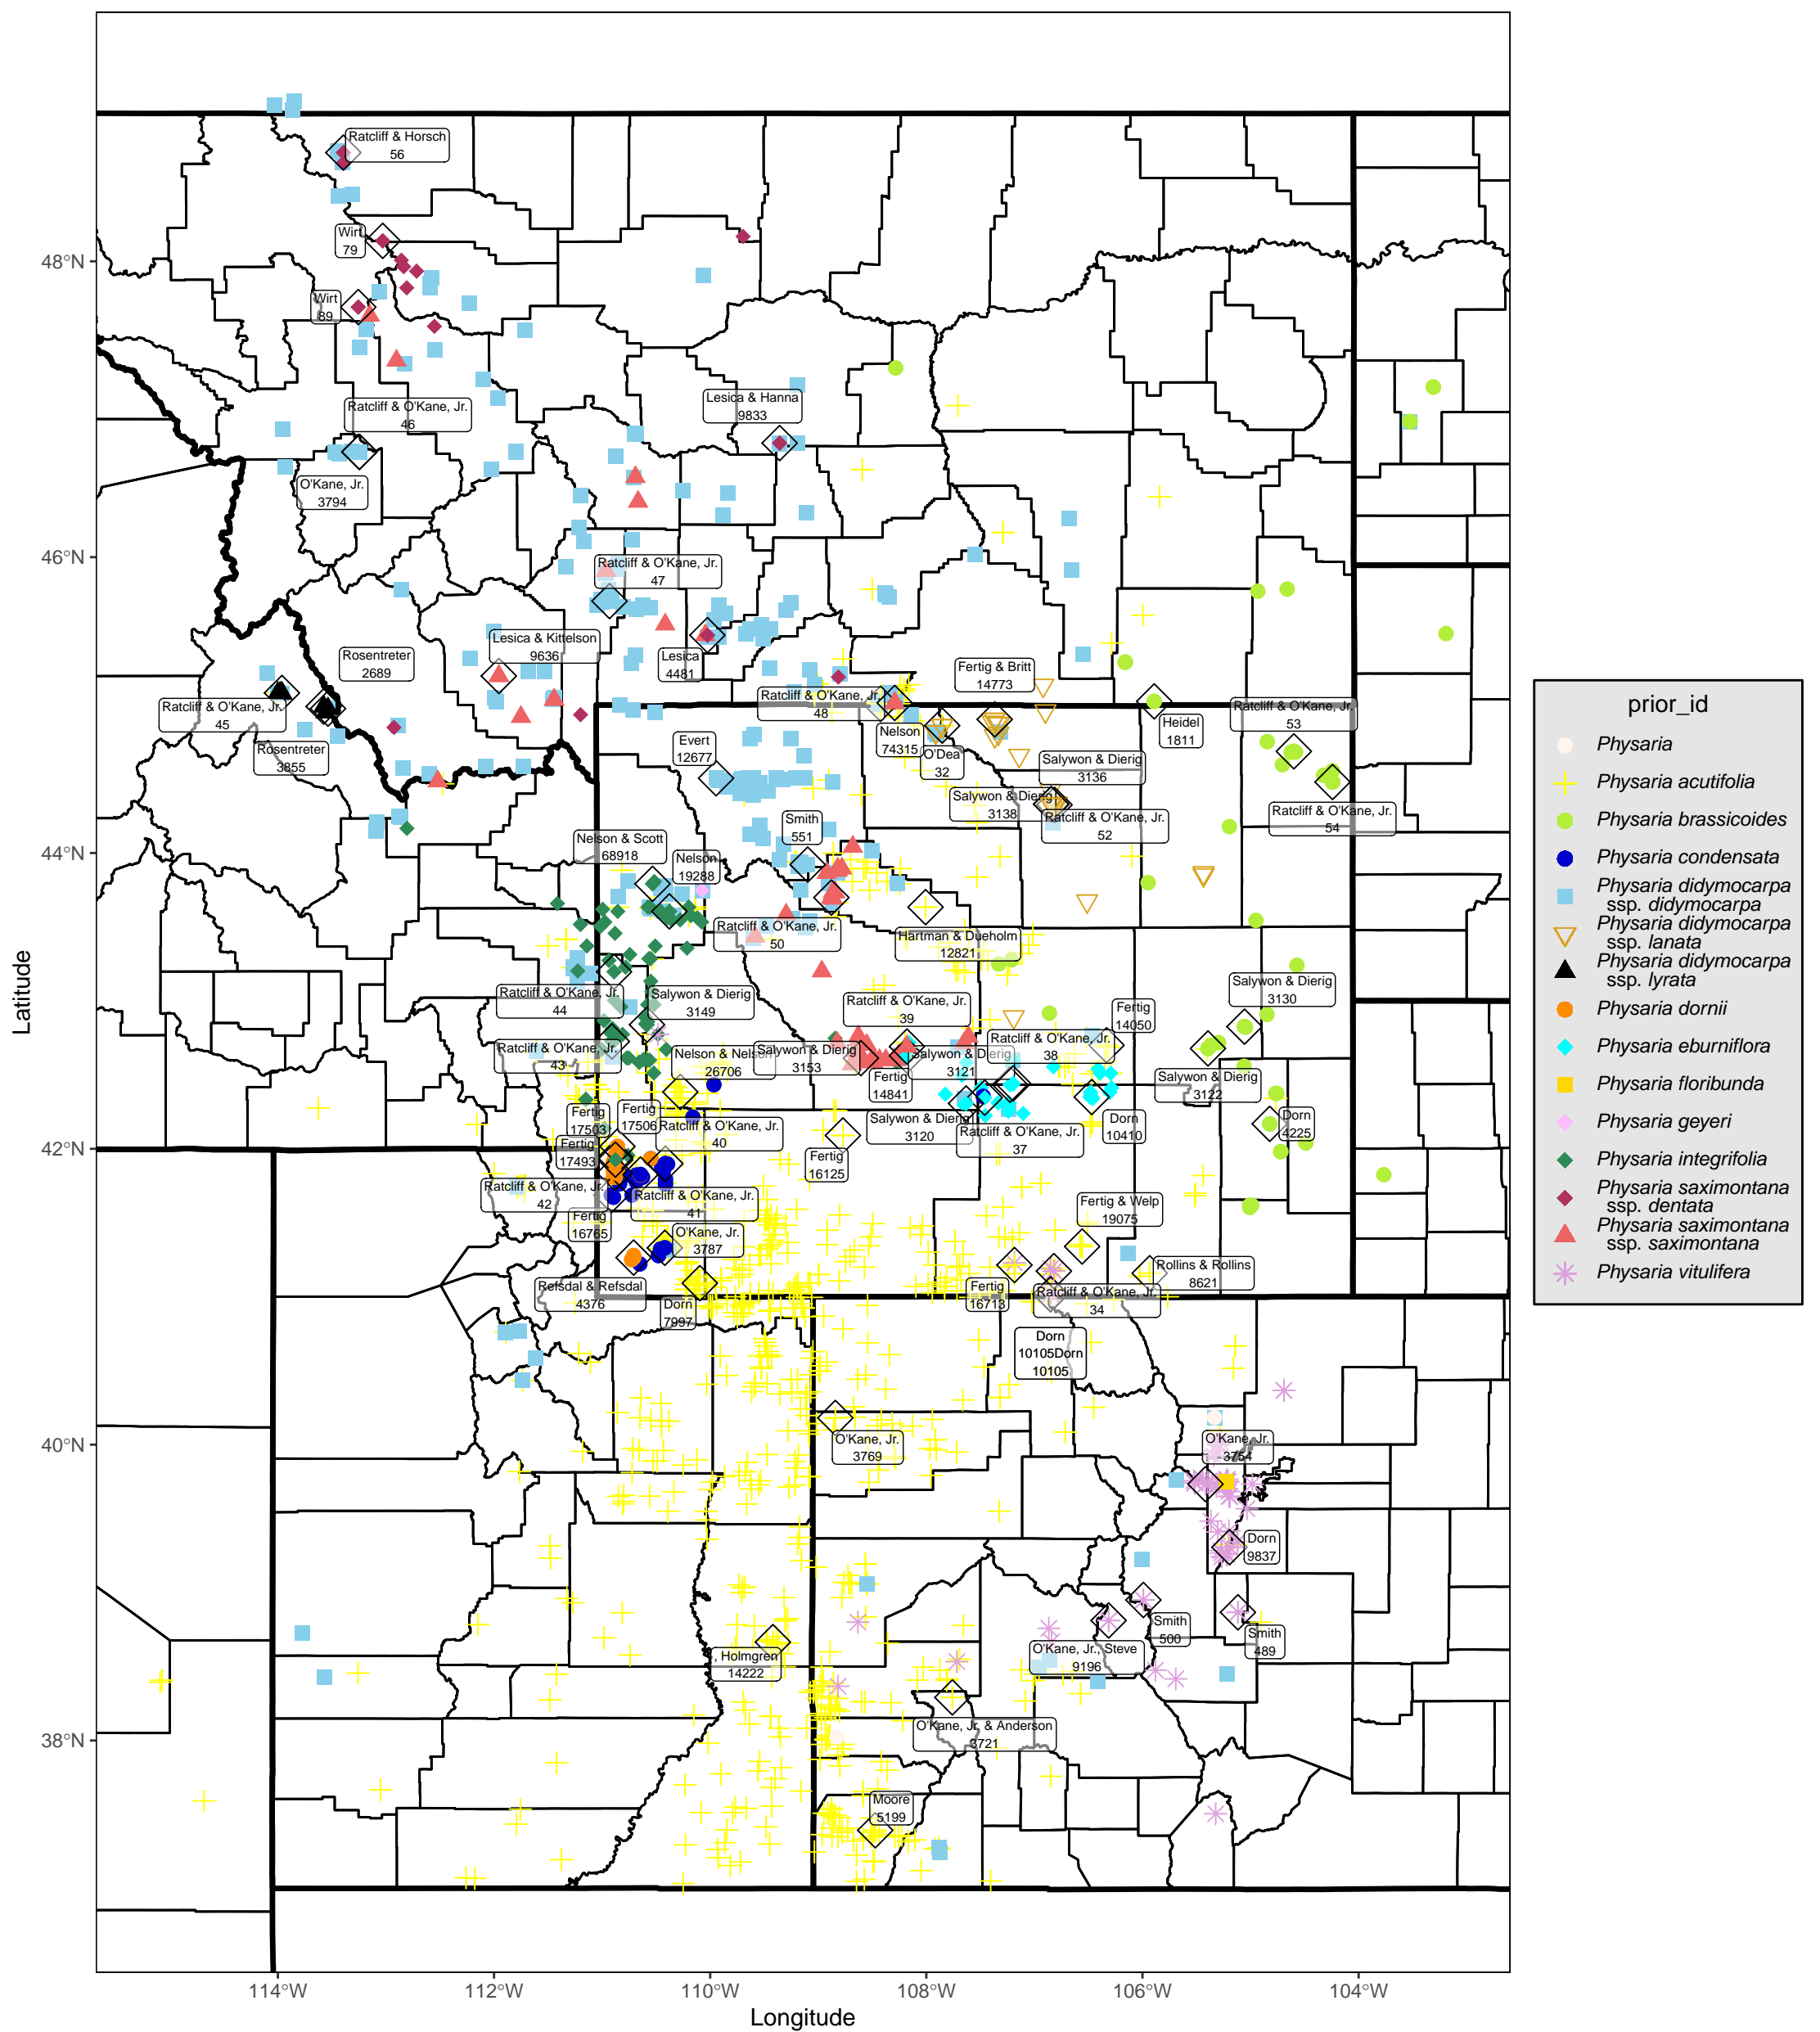 Ratcliff & Horsch
56
Wirt
79
48°N
Wirt
89
Lesica & Hanna
9833
Ratcliff & O'Kane, Jr.
46
O'Kane, Jr.
3794
46°N
Ratcliff & O'Kane, Jr.
47
Lesica & Kittelson
9636
Rosentreter
2689
Lesica
4481
Fertig & Britt
14773
Ratcliff & O'Kane, Jr.
45
Ratcliff & O'Kane, Jr.
48
Ratcliff & O'Kane, Jr.
53
Heidel
1811
Nelson
74315
Rosentreter
3855
Evert
12677
O'Dea
32
Salywon & Dierig
3136
Salywon & Dierig
3138
Ratcliff & O'Kane, Jr.
52
Ratcliff & O'Kane, Jr.
54
Smith
551
Nelson & Scott
68918
44°N
Nelson
19288
Ratcliff & O'Kane, Jr.
50
Hartman & Dueholm
12821
Ratcliff & O'Kane, Jr.
44
Salywon & Dierig
3149
Ratcliff & O'Kane, Jr.
39
Salywon & Dierig
3130
Fertig
14050
Ratcliff & O'Kane, Jr.
43
Nelson & Nelson
26706
Salywon & Dierig
3153
Salywon & Dierig
3121
Ratcliff & O'Kane, Jr.
38
Fertig
14841
Salywon & Dierig
3122
Fertig
17503
Fertig
17506
Ratcliff & O'Kane, Jr.
40
Salywon & Dierig
3120
Ratcliff & O'Kane, Jr.
37
Dorn
10410
Dorn
4225
42°N
Fertig
17493
Fertig
16125
Ratcliff & O'Kane, Jr.
42
Ratcliff & O'Kane, Jr.
41
Fertig
16765
Fertig & Welp
19075
O'Kane, Jr.
3787
Rollins & Rollins
8621
Refsdal & Refsdal
4376
Dorn
7997
Fertig
16713
Ratcliff & O'Kane, Jr.
34
Dorn
10105Dorn
10105
40°N
O'Kane, Jr.
3769
O'Kane, Jr.
3754
Dorn
9837
Smith
500
Smith
489
O'Kane, Jr., Steve
9196
, Holmgren
14222
38°N
O'Kane, Jr. & Anderson
3721
Moore
5199
114°W
112°W
110°W
108°W
106°W
104°W
Longitude
Latitude
prior_id
Physaria
Physaria acutifolia
Physaria brassicoides
Physaria condensata
Physaria didymocarpa
ssp. didymocarpa
Physaria didymocarpa
ssp. lanata
Physaria didymocarpa
ssp. lyrata
Physaria dornii
Physaria eburniflora
Physaria floribunda
Physaria geyeri
Physaria integrifolia
Physaria saximontana
ssp. dentata
Physaria saximontana
ssp. saximontana
Physaria vitulifera